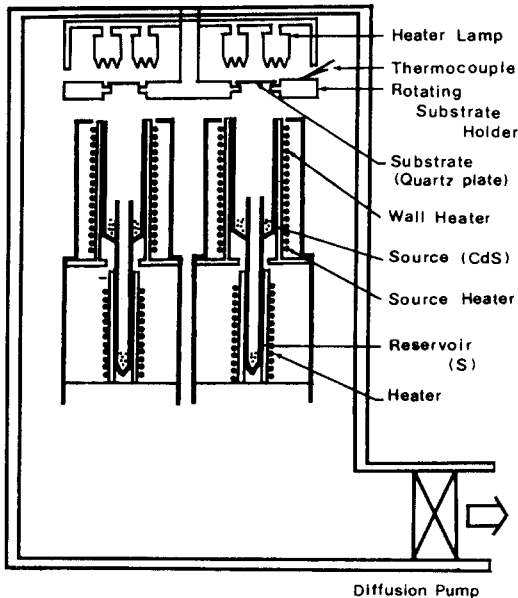 Heater Lamp
Thermocouple
Rotating
Substrate
Holder
Substrate
(Quartz plate)
Wall Heater
Source (CdS)
Source Heater
Reservoir
(S)
Heater
Diffusion Pump